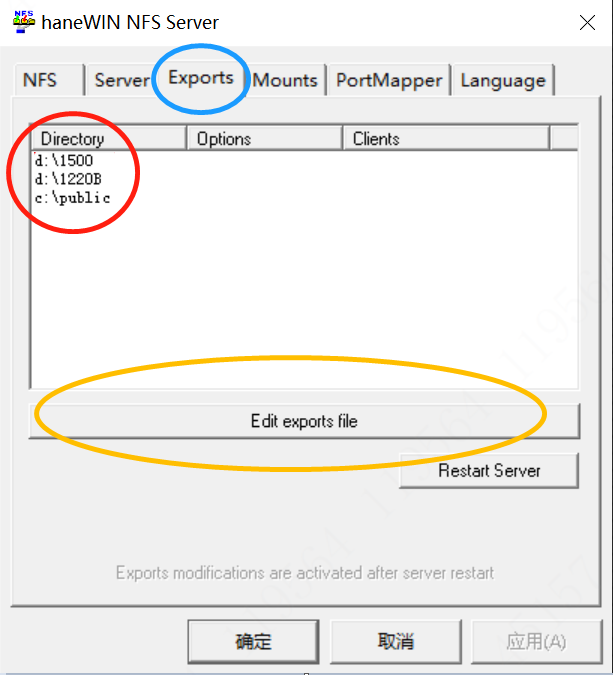 NFS haneWIN NFS Server
NFS Server Exports Mounts PortMapper Language
Directory Options Clients
d:\1500
d:\1220B
c:\public
Edit exports file
Restart Server
Exports modifications are activated after server restart
确定 取消 应用(A)